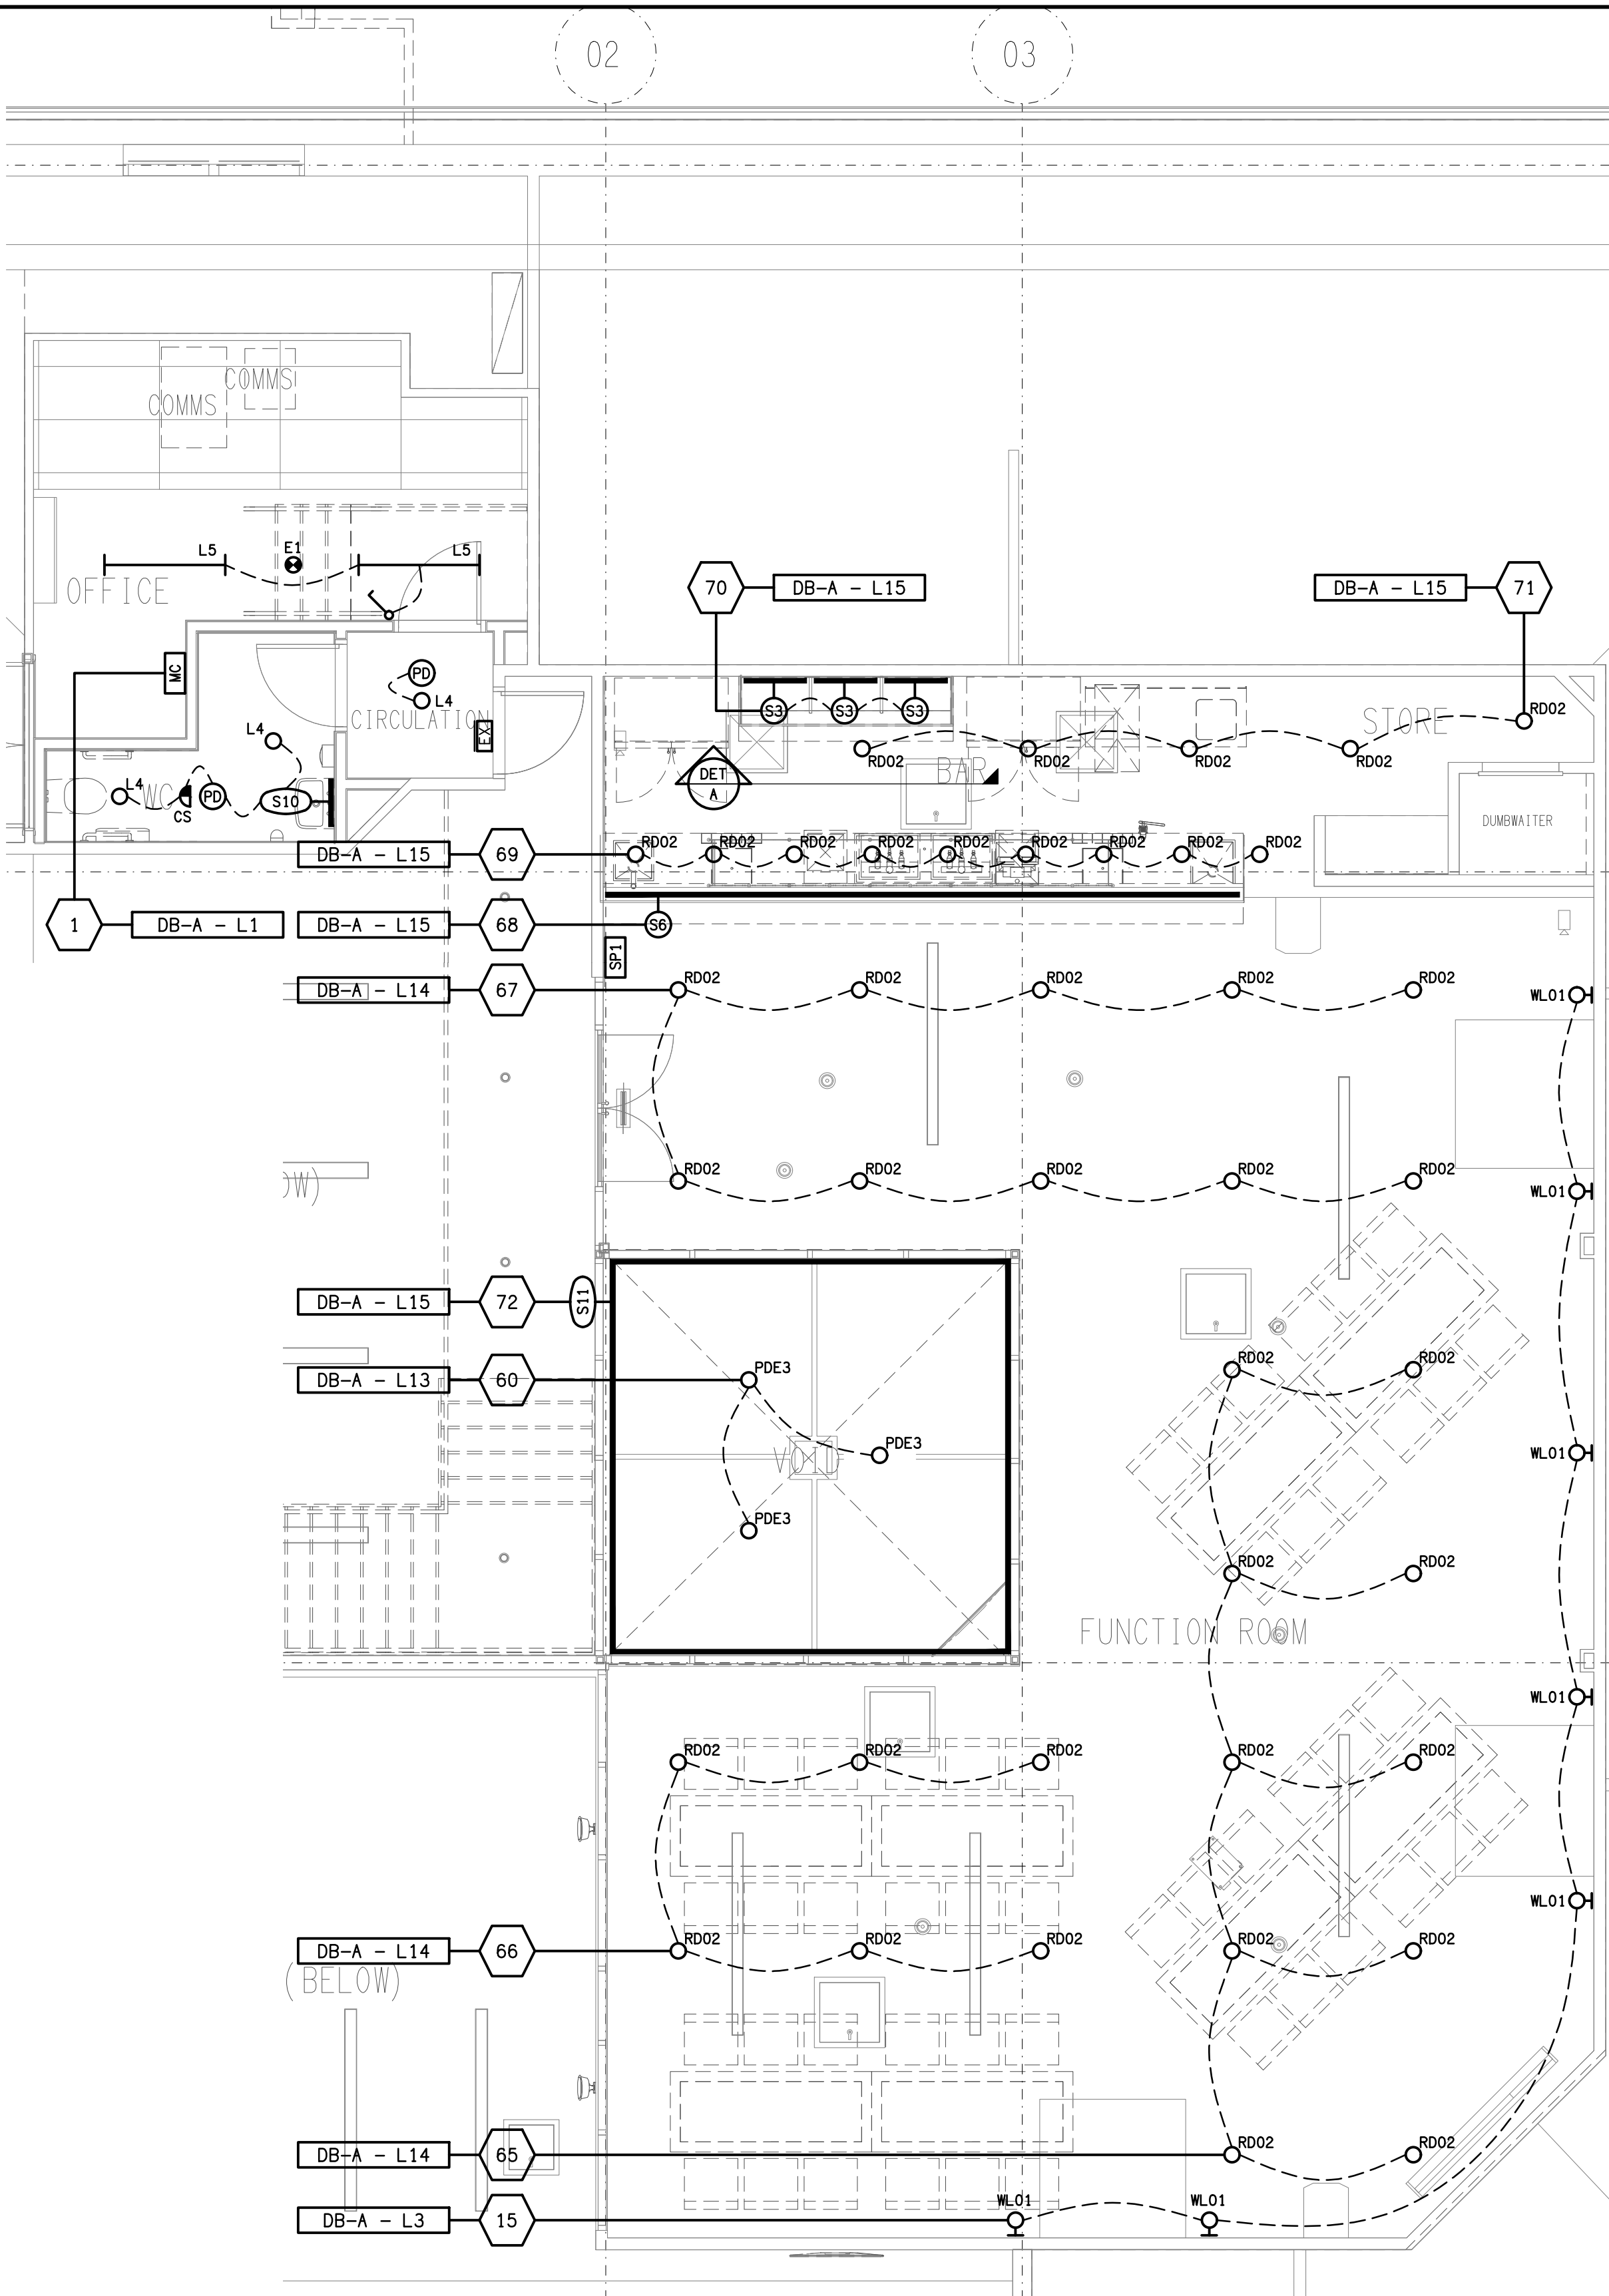 02
03
COMMS
COMMS
L5
E1
L5
OFFICE
70
DB-A - L15
DB-A - L15
71
MC
PD
L4
CIRCULATION
EX
S3
S3
S3
RD02
STORE
L4
RD02
RD02
RD02
RD02
BAR
DET
A
L4
WC
CS
PD
S10
DUMBWAITER
DB-A - L15
69
RD02
RD02
RD02
RD02
RD02
RD02
RD02
RD02
RD02
1
DB-A - L1
DB-A - L15
68
S6
SP1
DB-A - L14
67
RD02
RD02
RD02
RD02
RD02
WL01
OW)
RD02
RD02
RD02
RD02
RD02
WL01
DB-A - L15
72
S11
DB-A - L13
60
PDE3
RD02
RD02
VOID
PDE3
WL01
PDE3
RD02
RD02
FUNCTION ROOM
WL01
RD02
RD02
RD02
RD02
RD02
WL01
DB-A - L14
66
RD02
RD02
RD02
RD02
RD02
(BELOW)
DB-A - L14
65
RD02
RD02
DB-A - L3
15
WL01
WL01